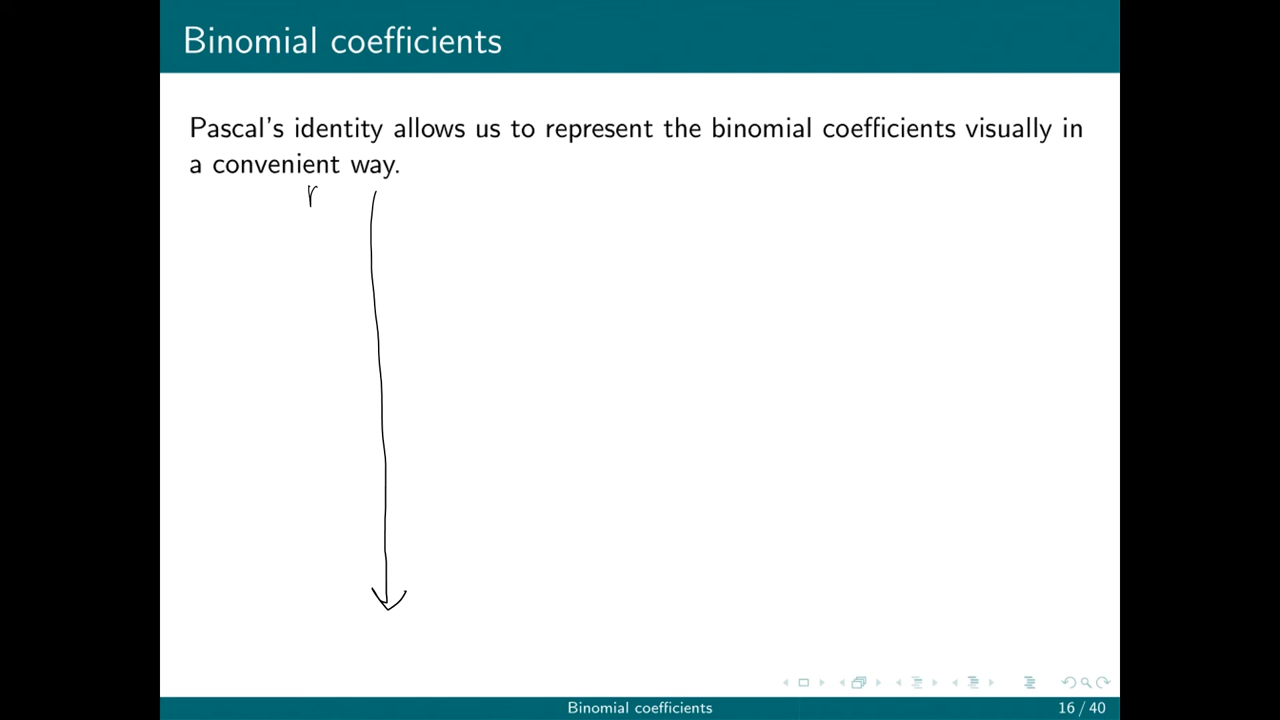 Binomial coefficients
Pascal's identity allows us to represent the binomial coefficients visually in
a convenient way.
r
Binomial coefficients
16 / 40